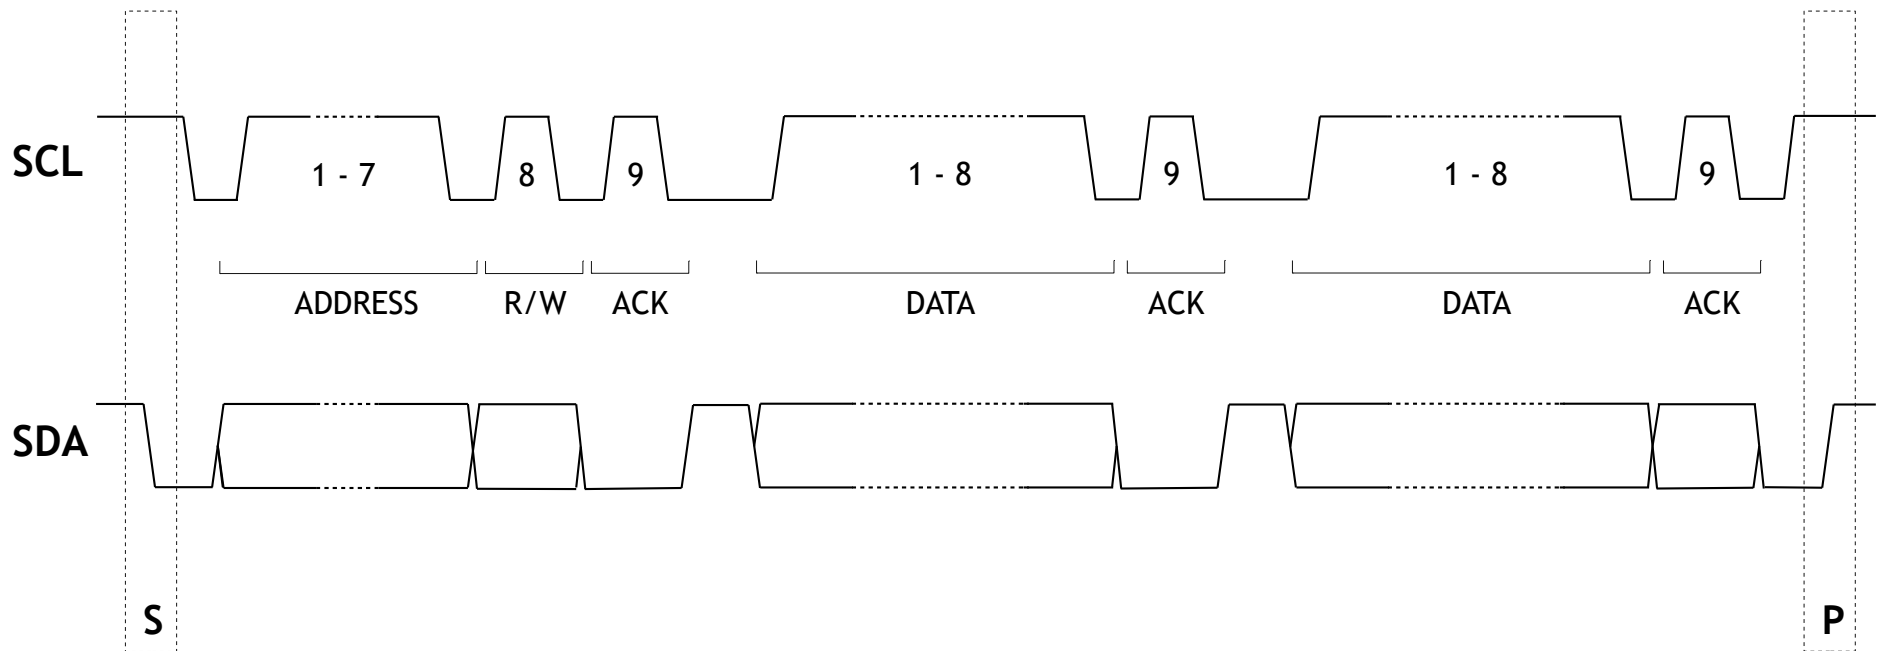 SCL
1 - 7
8
9
1 - 8
9
1 - 8
9
ADDRESS
R/W
ACK
DATA
ACK
DATA
ACK
SDA
S
P